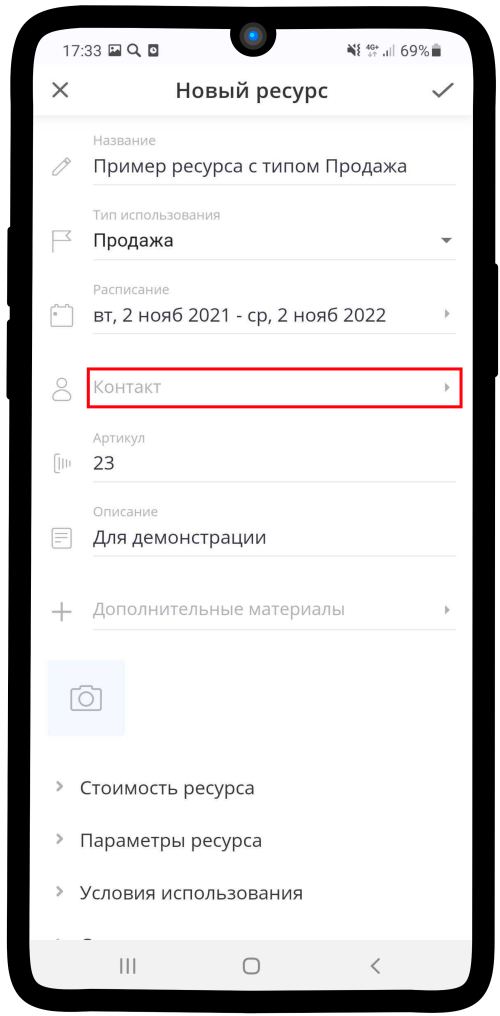 17:33 4G+ 69%
Новый ресурс
Название
Пример ресурса с типом Продажа
Тип использования
Продажа
Расписание
вт, 2 нояб 2021 - ср, 2 нояб 2022
Контакт
Артикул
23
Описание
Для демонстрации
Дополнительные материалы
Стоимость ресурса
Параметры ресурса
Условия использования